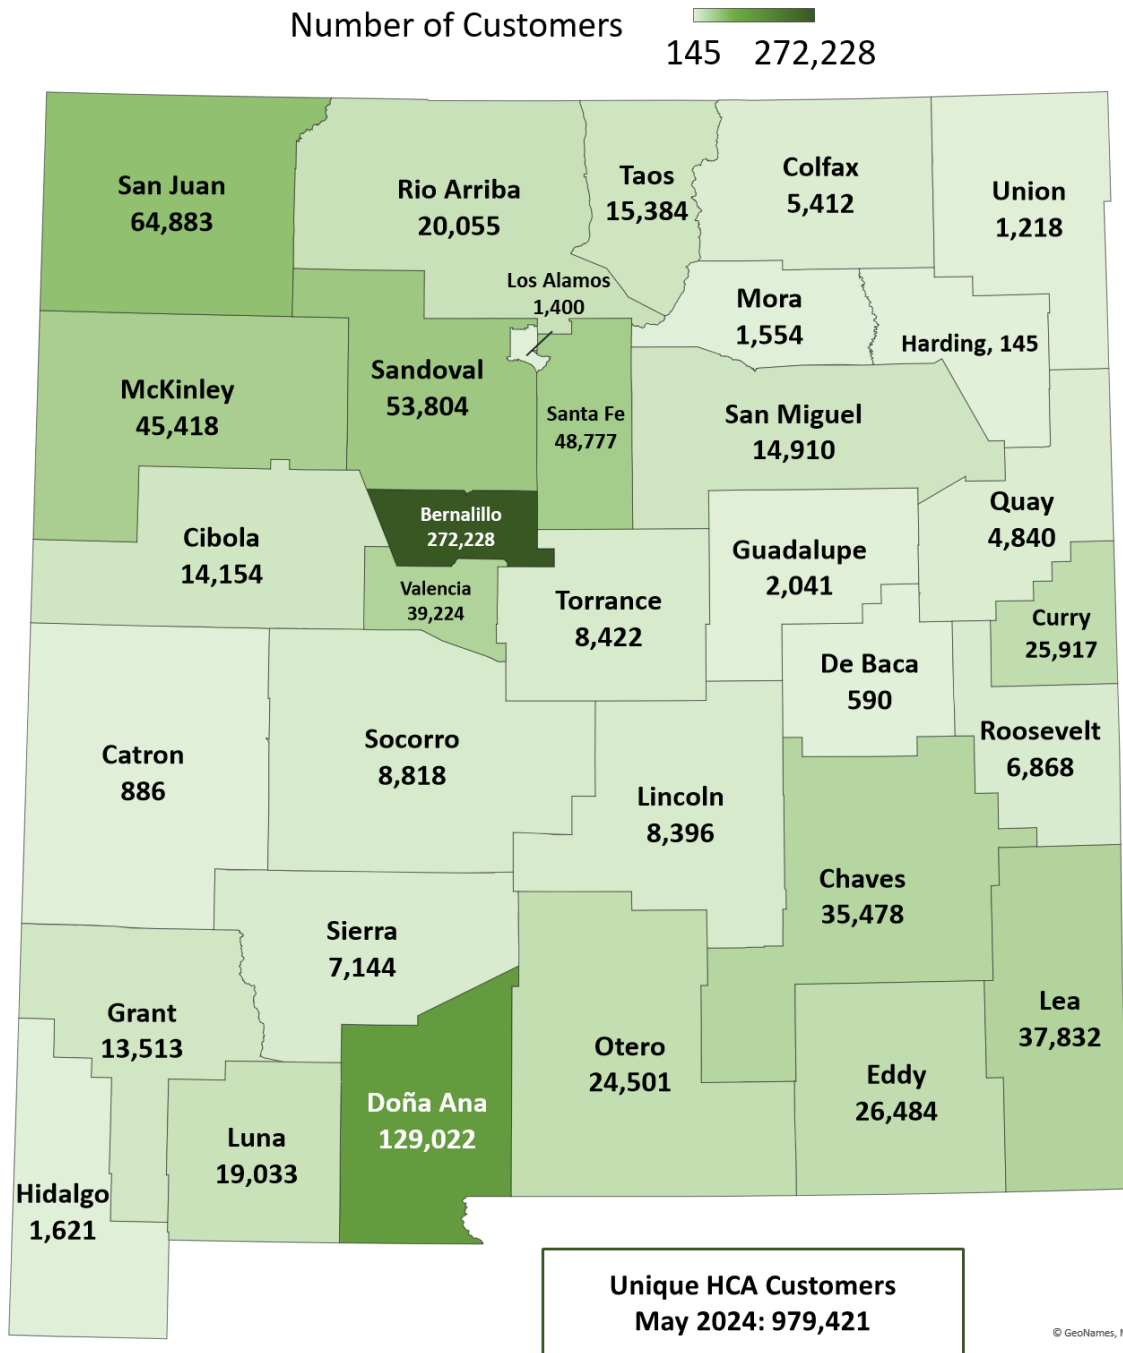 Number of Customers
145 272,228
San Juan
64,883
Rio Arriba
20,055
Taos
15,384
Colfax
5,412
Union
1,218
Los Alamos
1,400
Mora
1,554
Harding, 145
McKinley
45,418
Sandoval
53,804
Santa Fe
48,777
San Miguel
14,910
Quay
4,840
Cibola
14,154
Bernalillo
272,228
Valencia
39,224
Torrance
8,422
Guadalupe
2,041
Curry
25,917
De Baca
590
Roosevelt
6,868
Catron
886
Socorro
8,818
Lincoln
8,396
Chaves
35,478
Sierra
7,144
Grant
13,513
Otero
24,501
Lea
37,832
Eddy
26,484
Doña Ana
129,022
Luna
19,033
Hidalgo
1,621
Unique HCA Customers
May 2024: 979,421
© GeoNames,